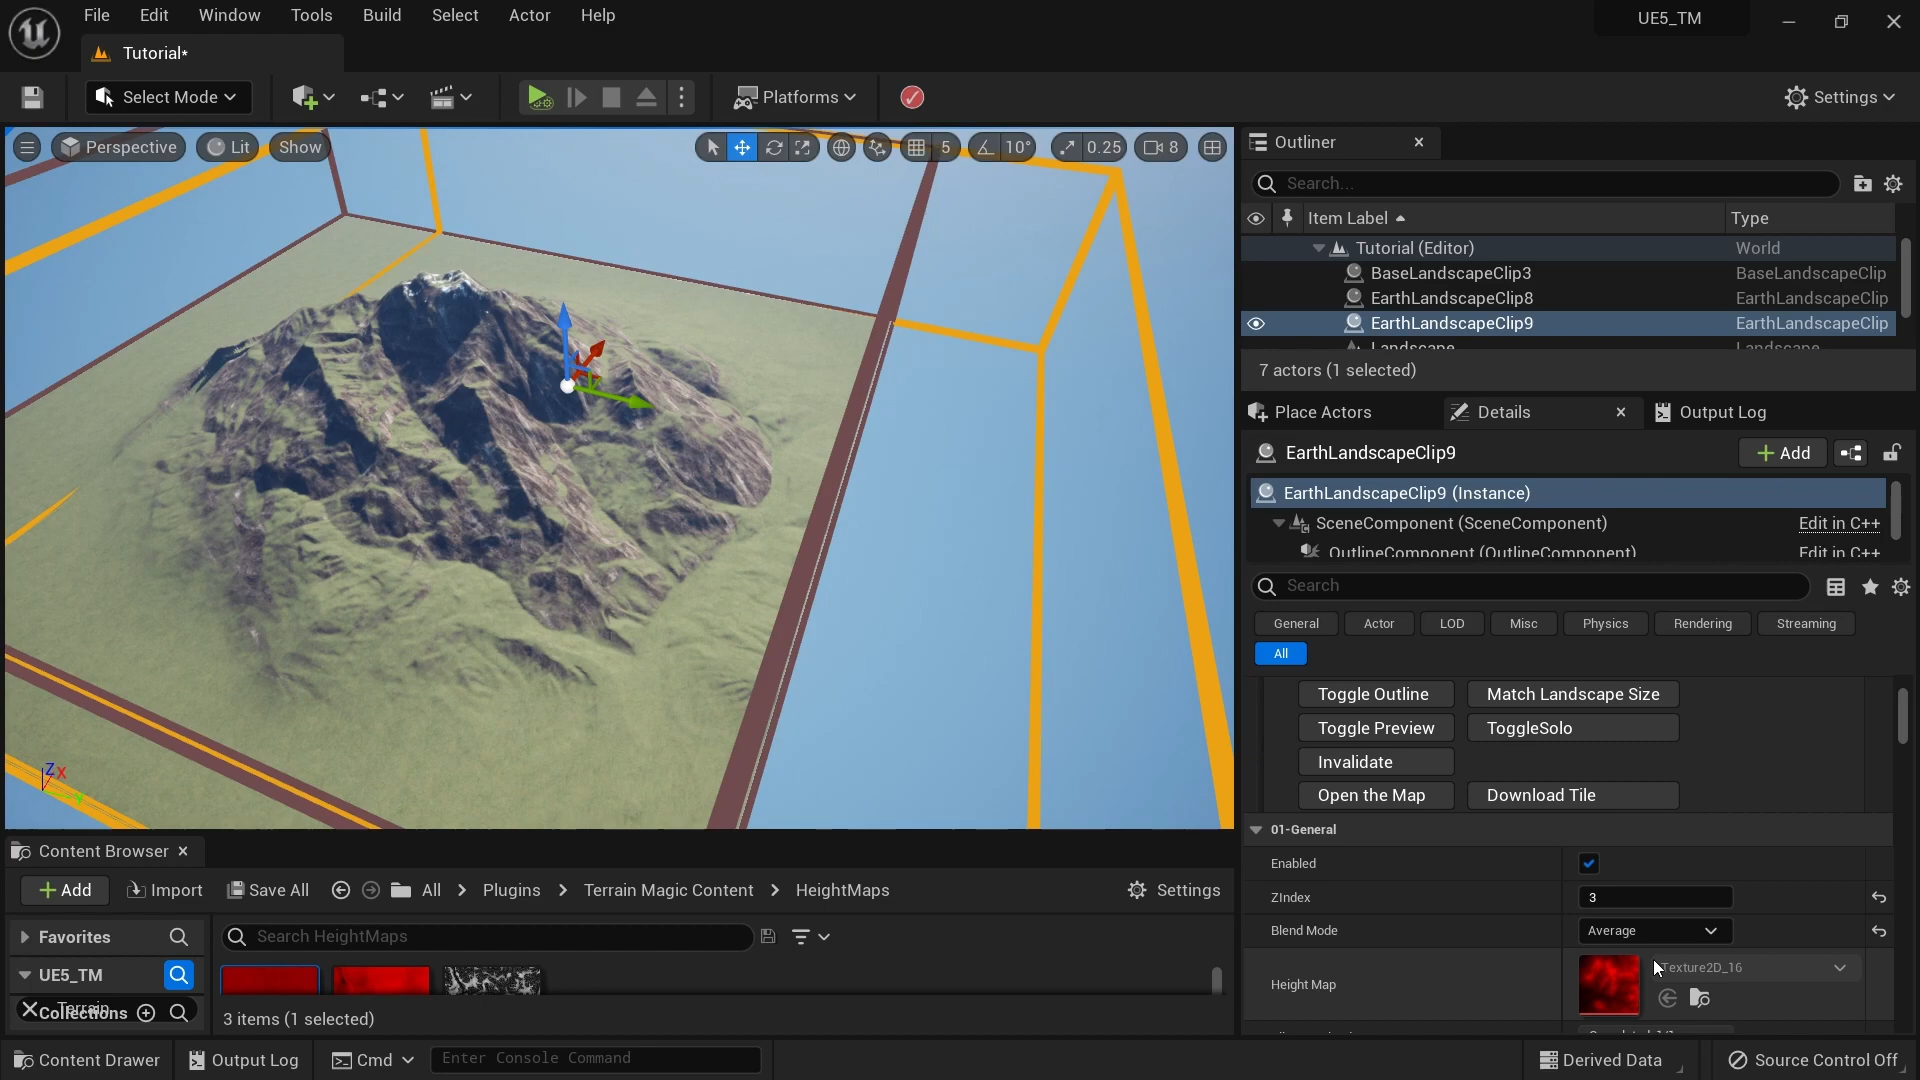 File Edit Window Tools Build Select Actor Help
UE5_TM
Tutorial*
Select Mode
Platforms
Settings
Perspective Lit Show
5 10° 0.25 8
Z X Y
Outliner
Search...
Item Label Type
Tutorial (Editor) World
BaseLandscapeClip3 BaseLandscapeClip
EarthLandscapeClip8 EarthLandscapeClip
EarthLandscapeClip9 EarthLandscapeClip
Landscape Landscape
7 actors (1 selected)
Place Actors Details Output Log
EarthLandscapeClip9 Add
EarthLandscapeClip9 (Instance)
SceneComponent (SceneComponent) Edit in C++
OutlineComponent (OutlineComponent) Edit in C++
Search
General Actor LOD Misc Physics Rendering Streaming
All
Toggle Outline Match Landscape Size
Toggle Preview ToggleSolo
Invalidate
Open the Map Download Tile
01-General
Enabled
ZIndex 3
Blend Mode Average
Height Map Texture2D_16
Content Browser
Add Import Save All All Plugins Terrain Magic Content HeightMaps Settings
Favorites
Search HeightMaps
UE5_TM
Terrain
Collections
3 items (1 selected)
Content Drawer Output Log Cmd Enter Console Command Derived Data Source Control Off